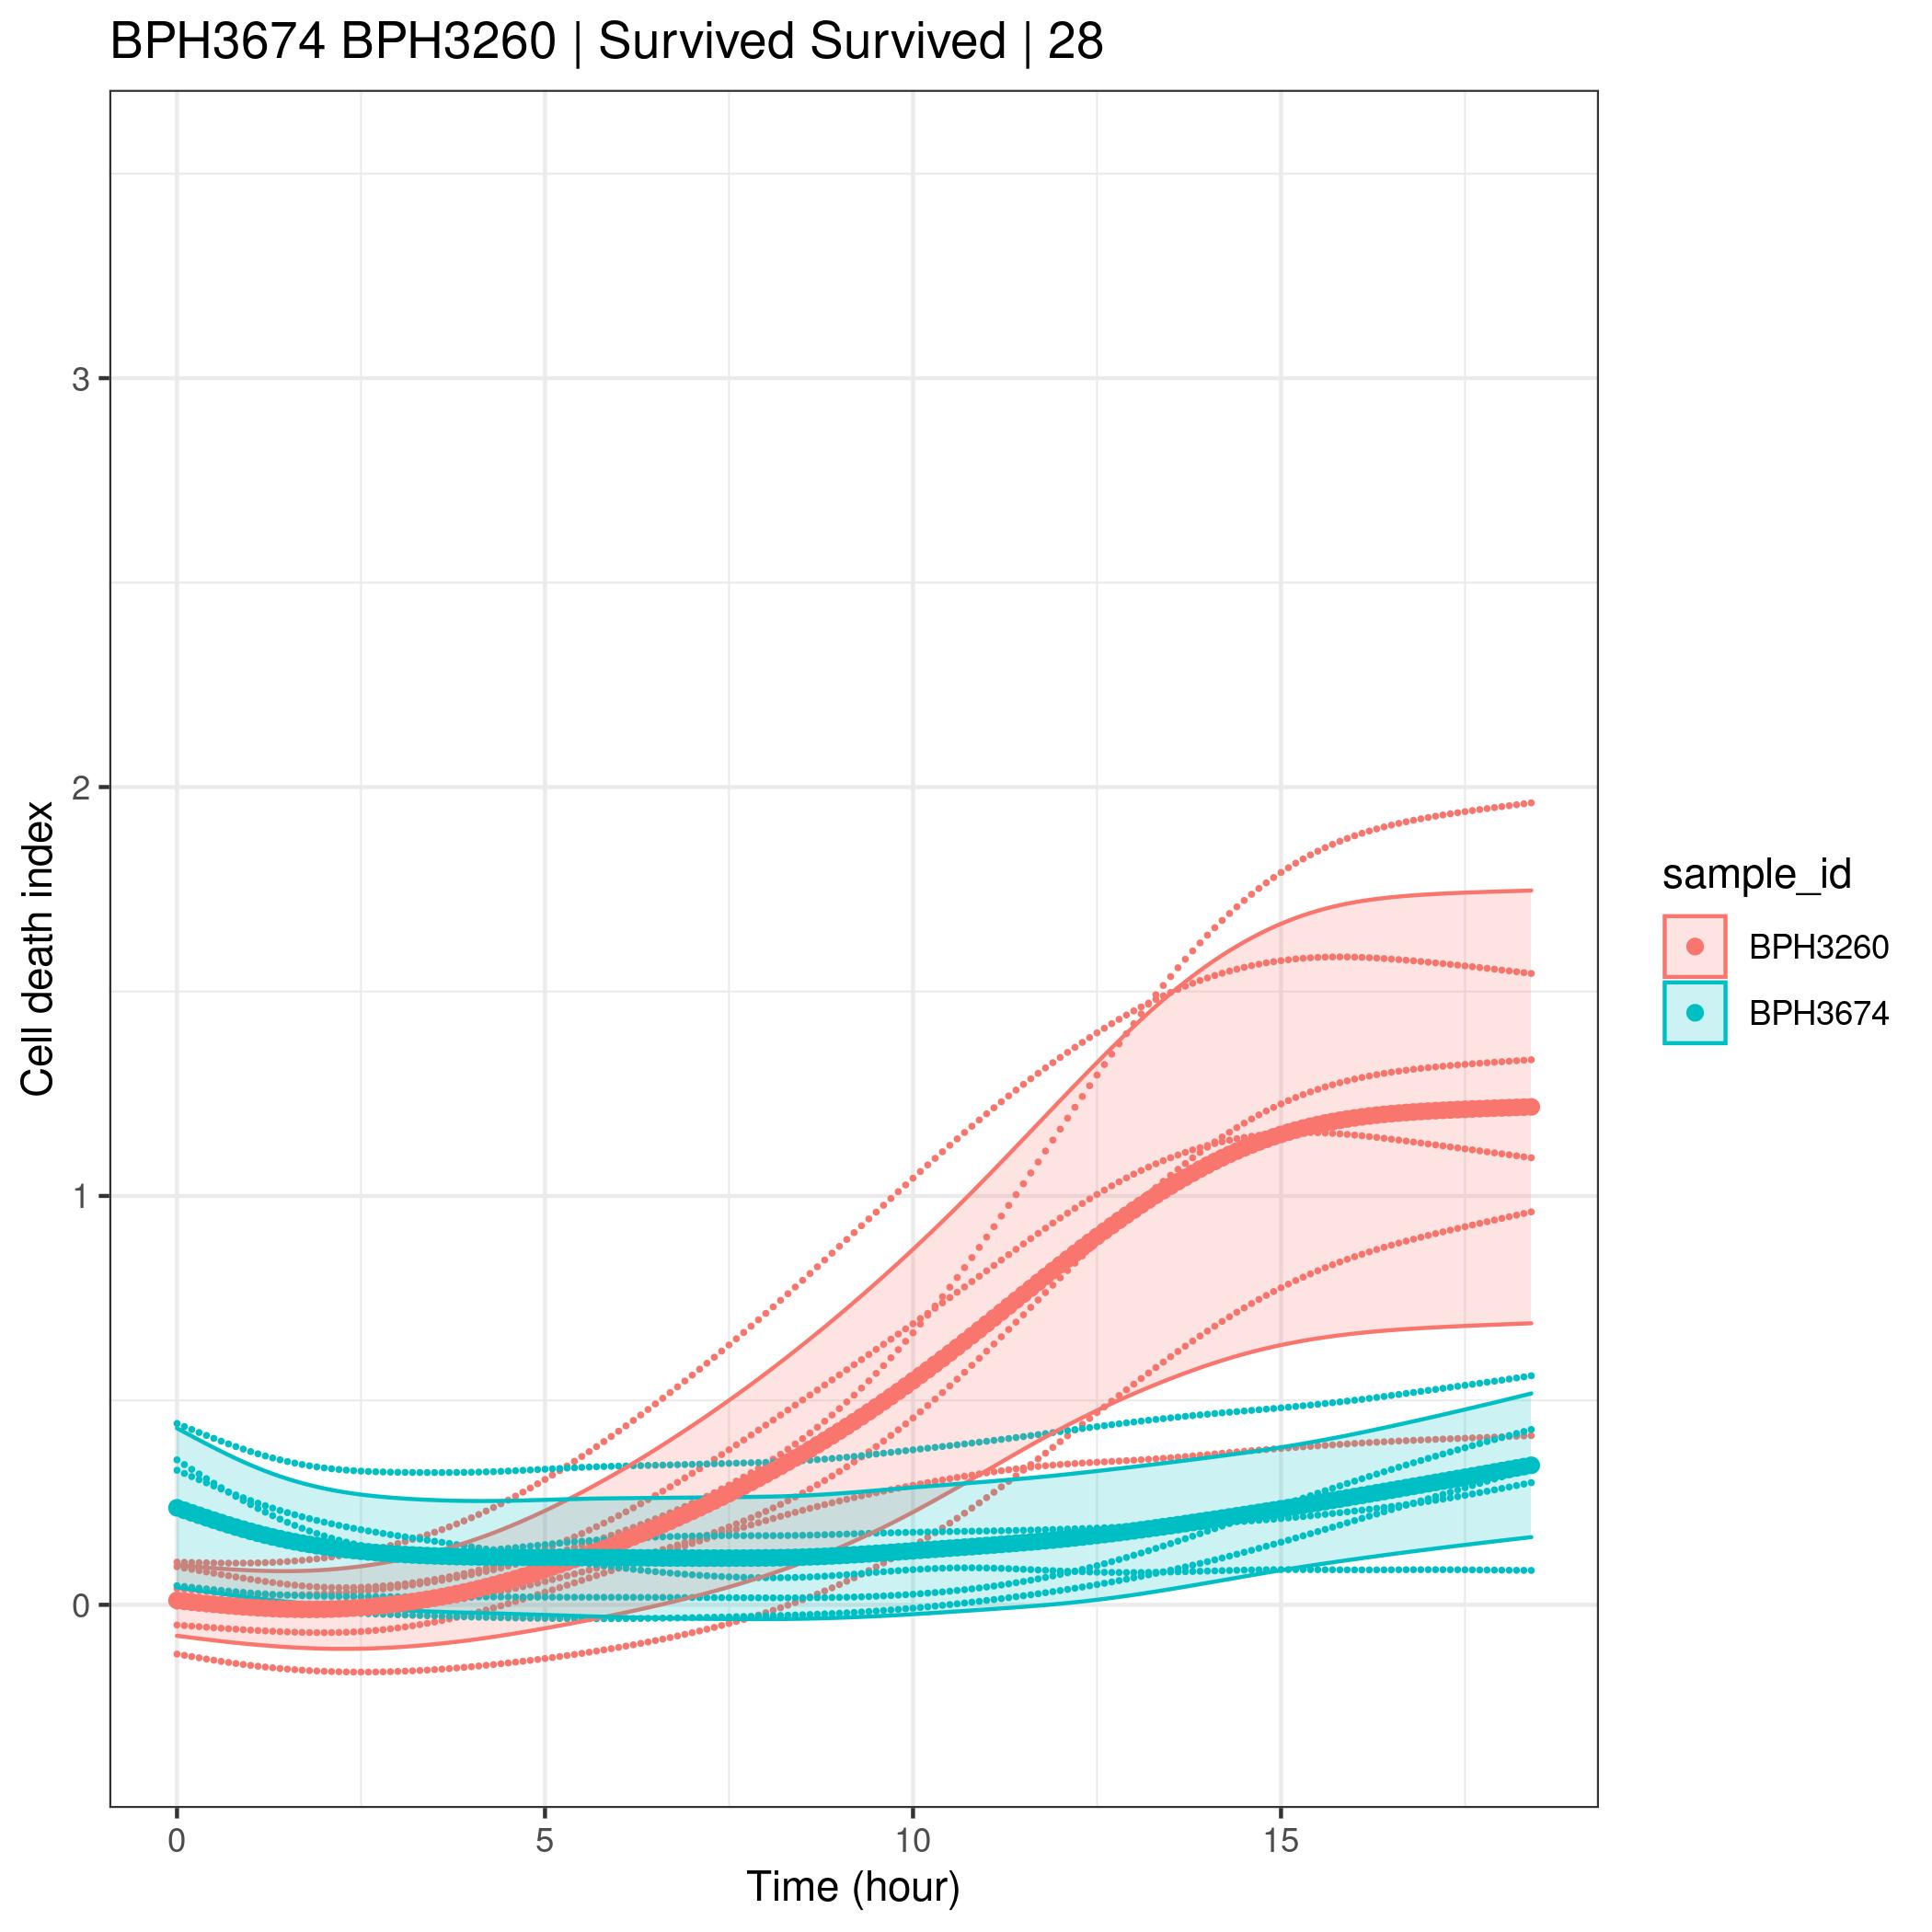 BPH3674 BPH3260 | Survived Survived | 28
3
2
1
0
Cell death index
0 5 10 15
Time (hour)
sample_id
BPH3260
BPH3674